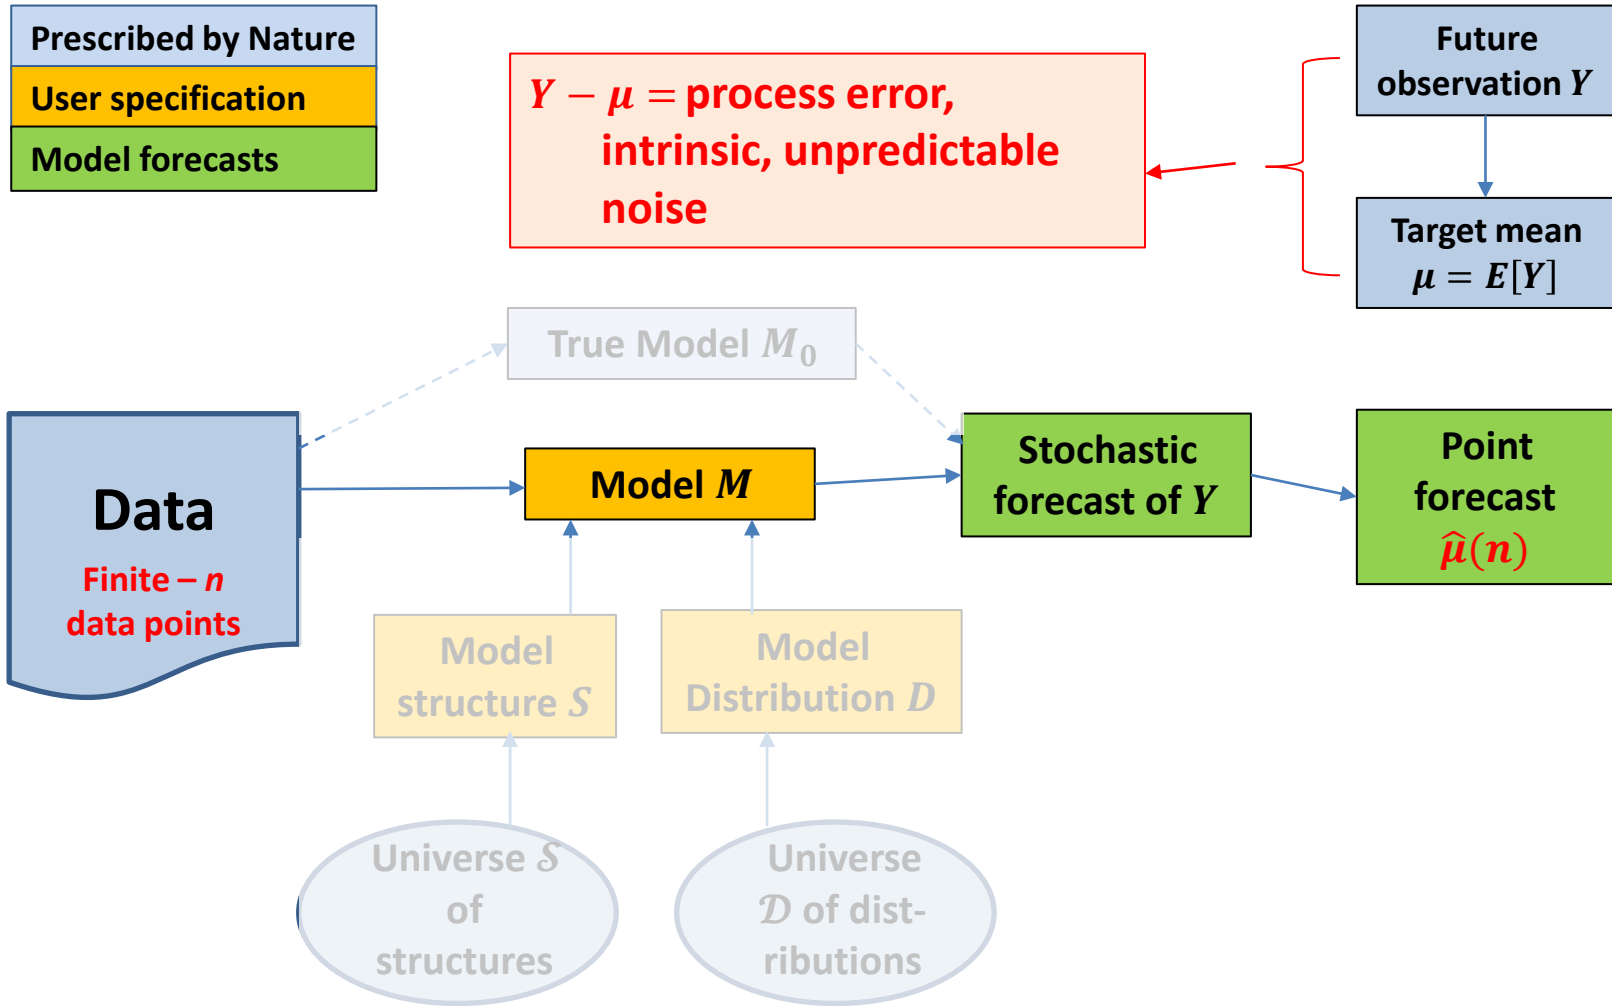 Prescribed by Nature
User specification
Model forecasts
Y − μ = process error,
intrinsic, unpredictable
noise
Future
observation Y
Target mean
μ = E[Y]
True Model M₀
Data
Finite – n
data points
Model M
Stochastic
forecast of Y
Point
forecast
μ̂(n)
Model
structure S
Model
Distribution D
Universe 𝒮
of
structures
Universe
𝒟 of dist-
ributions